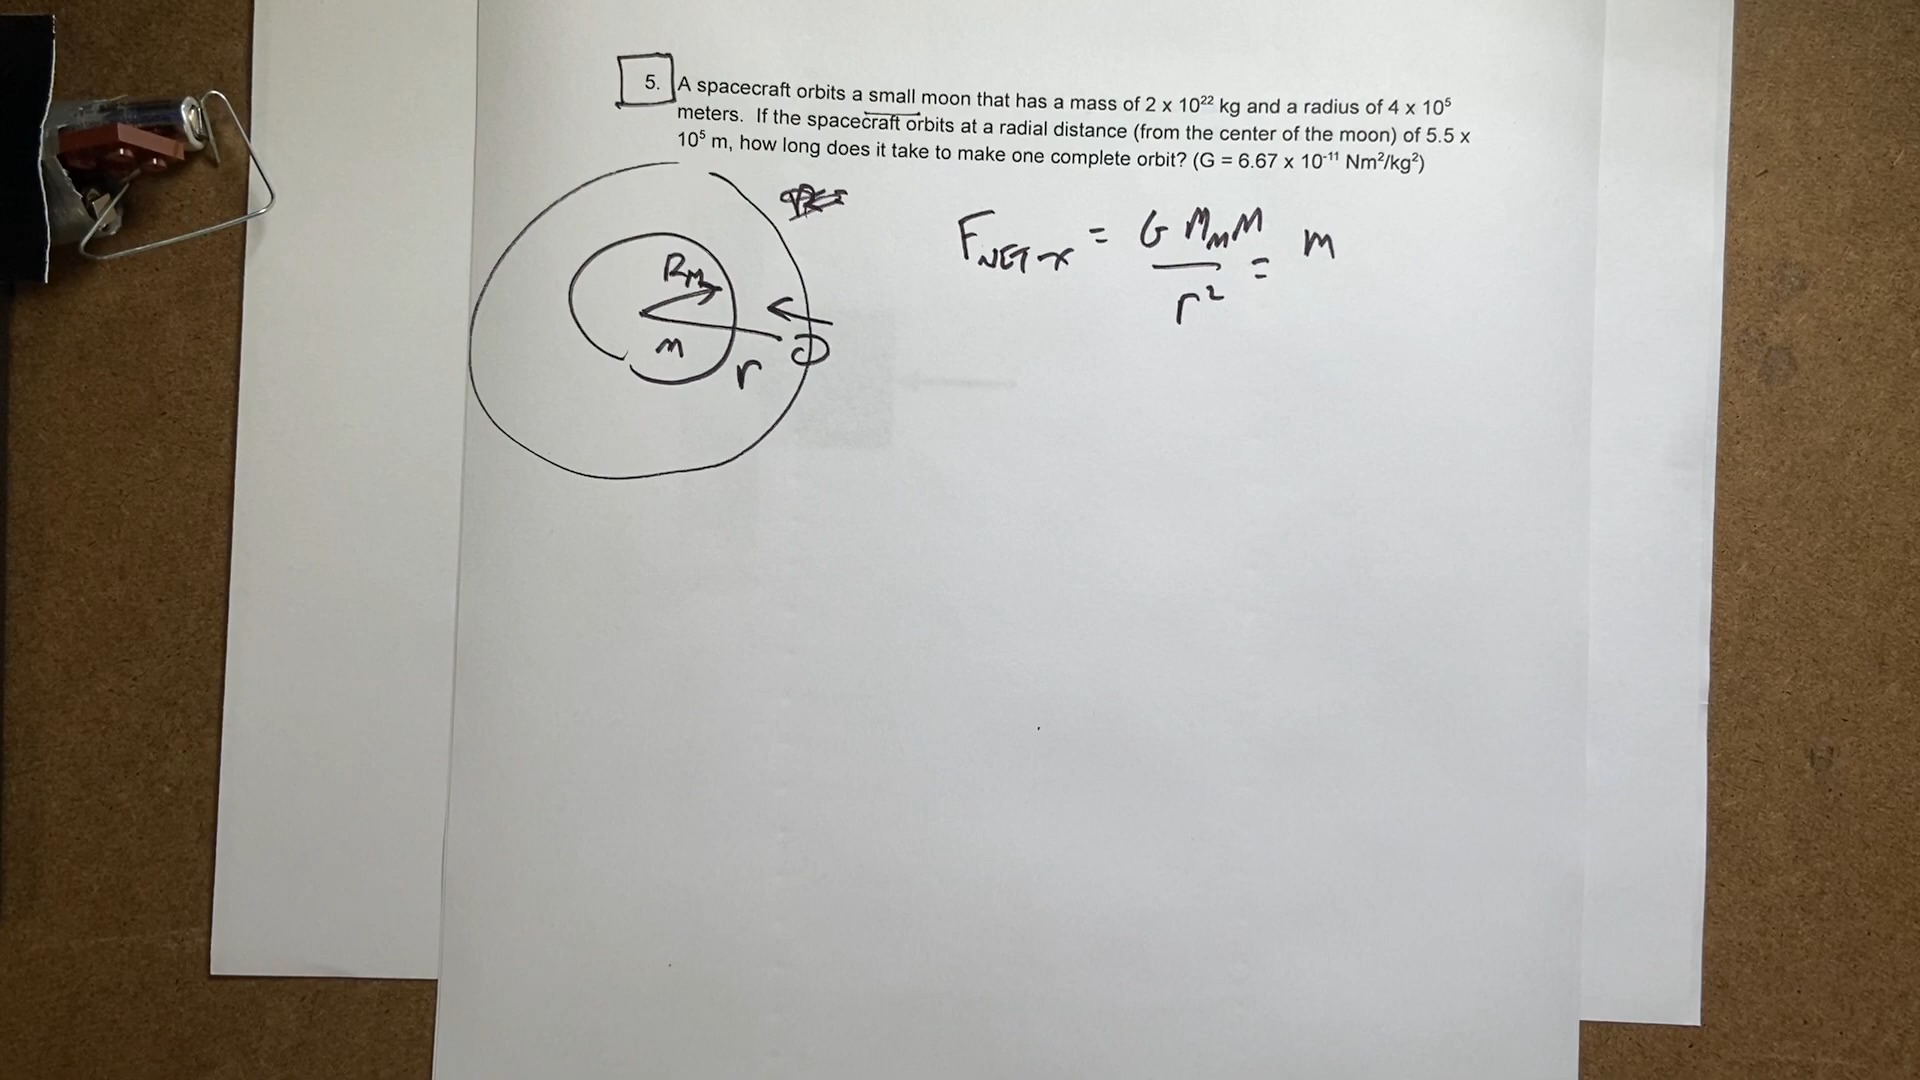 5. A spacecraft orbits a small moon that has a mass of 2 x 10²² kg and a radius of 4 x 10⁵
meters. If the spacecraft orbits at a radial distance (from the center of the moon) of 5.5 x
10⁵ m, how long does it take to make one complete orbit? (G = 6.67 x 10⁻¹¹ Nm²/kg²)
F_NET-x = G M_m M / r² = m
R_m
m
r